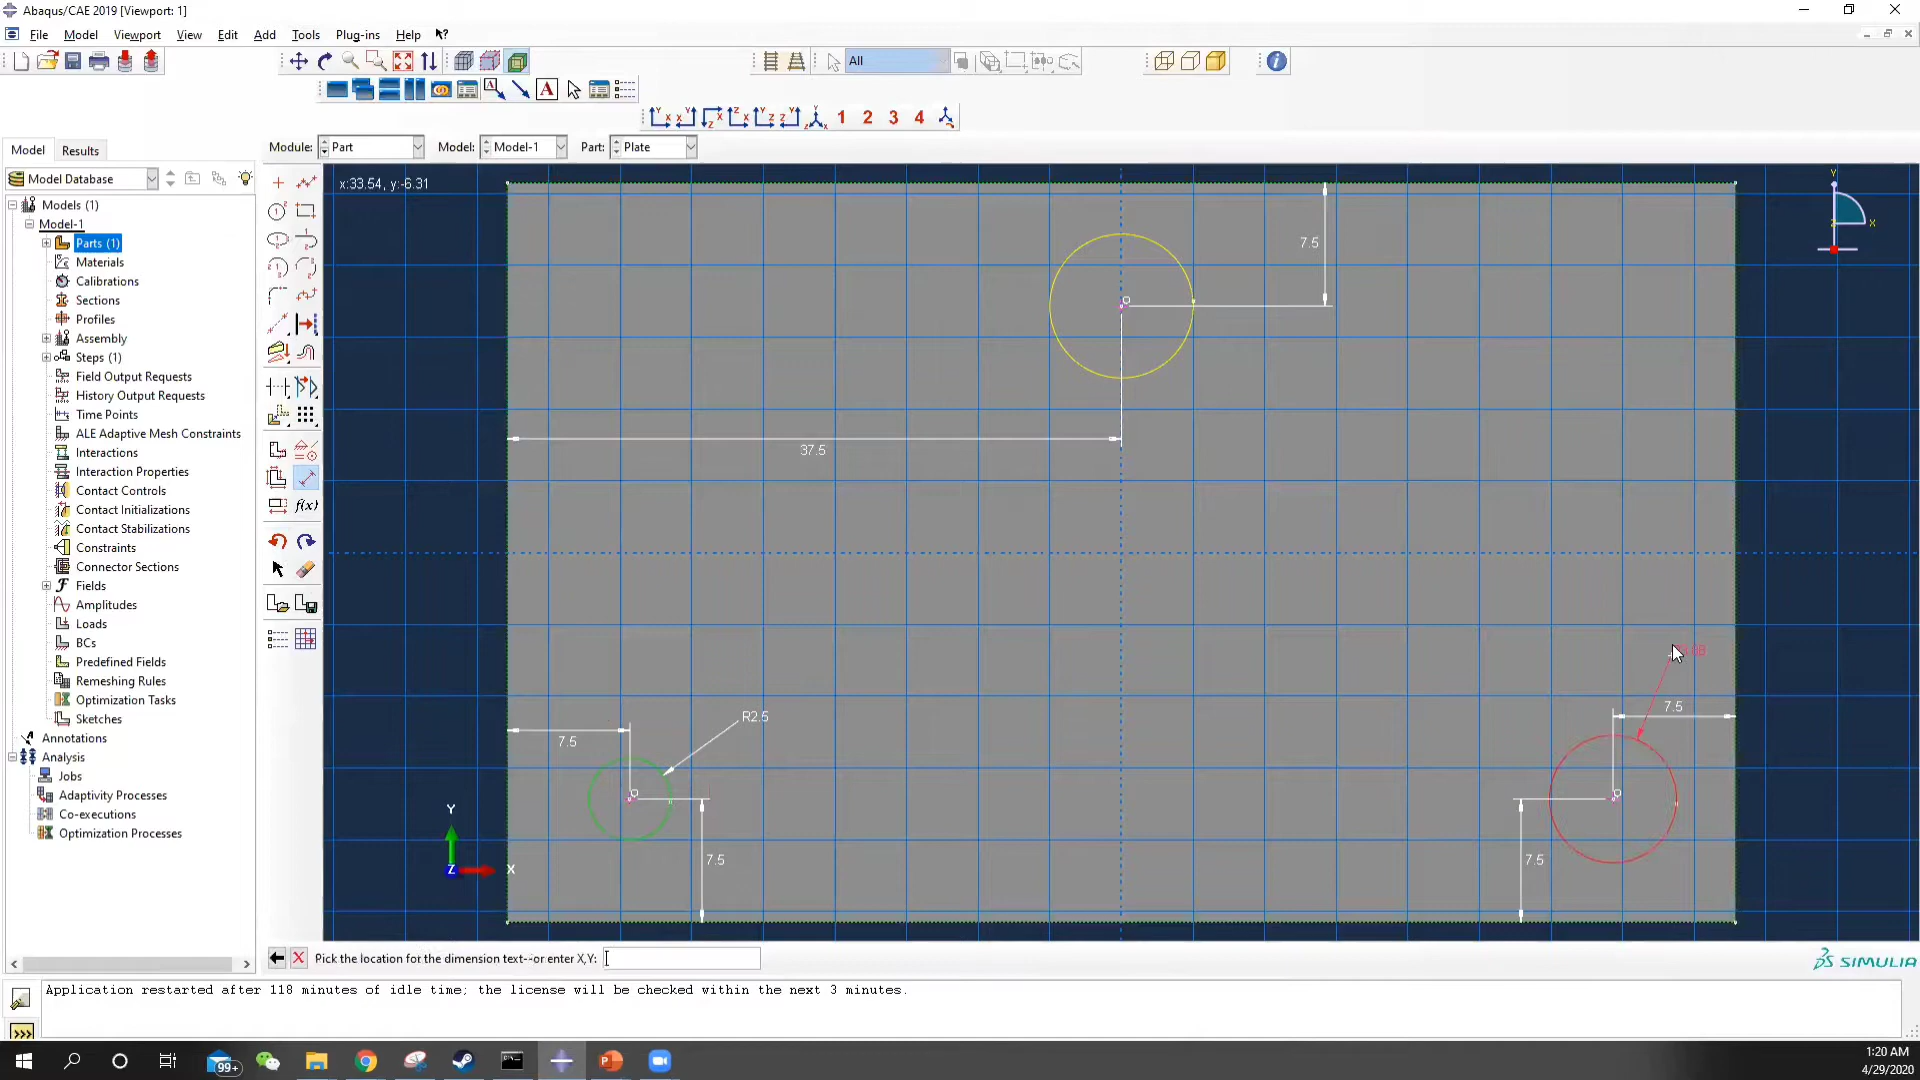 Abaqus/CAE 2019 [Viewport: 1]
File Model Viewport View Edit Add Tools Plug-ins Help
All
1 2 3 4
Model Results
Module: Part Model: Model-1 Part: Plate
Model Database
x:33.54, y:-6.31
Models (1)
Model-1
Parts (1)
Materials
Calibrations
Sections
Profiles
Assembly
Steps (1)
Field Output Requests
History Output Requests
Time Points
ALE Adaptive Mesh Constraints
Interactions
Interaction Properties
Contact Controls
Contact Initializations
Contact Stabilizations
Constraints
Connector Sections
Fields
Amplitudes
Loads
BCs
Predefined Fields
Remeshing Rules
Optimization Tasks
Sketches
Annotations
Analysis
Jobs
Adaptivity Processes
Co-executions
Optimization Processes
f(x)
Y
X
7.5
37.5
7.5
R2.5
7.5
7.5
7.5
Y
Z
X
Pick the location for the dimension text--or enter X,Y:
SIMULIA
Application restarted after 118 minutes of idle time; the license will be checked within the next 3 minutes.
>>>
99+
1:20 AM
4/29/2020